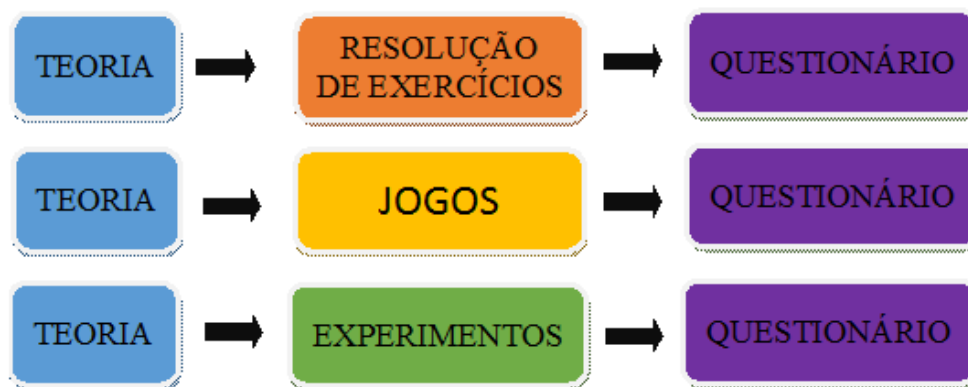 TEORIA
RESOLUÇÃO
DE EXERCÍCIOS
QUESTIONÁRIO
TEORIA
JOGOS
QUESTIONÁRIO
TEORIA
EXPERIMENTOS
QUESTIONÁRIO